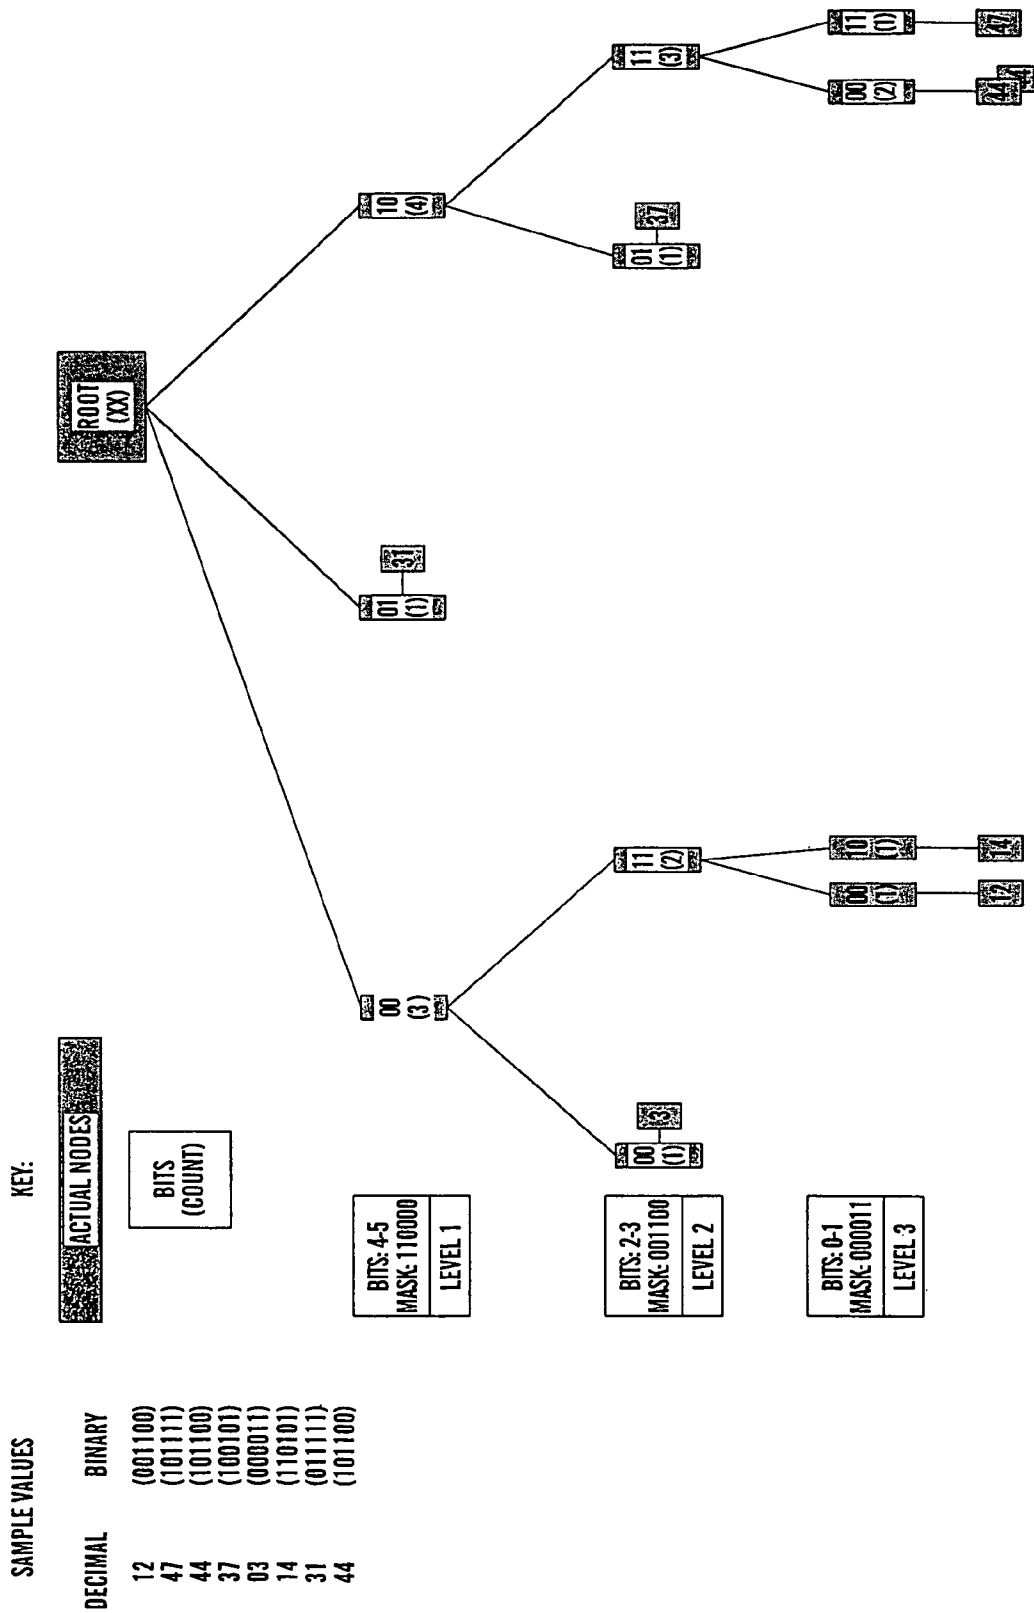 SAMPLE VALUES
DECIMAL BINARY
12 (001100)
47 (101111)
44 (101100)
37 (100101)
03 (000011)
14 (110101)
31 (011111)
44 (101100)
KEY:
ACTUAL NODES
BITS
(COUNT)
ROOT
(XX)
BITS: 4-5
MASK: 110000
LEVEL 1
00
(3)
01
(1)
31
10
(4)
BITS: 2-3
MASK: 001100
LEVEL 2
00
(1)
3
11
(2)
01
(1)
37
11
(3)
BITS: 0-1
MASK: 000011
LEVEL 3
00
(1)
10
(1)
00
(2)
11
(1)
12
14
44
44
47